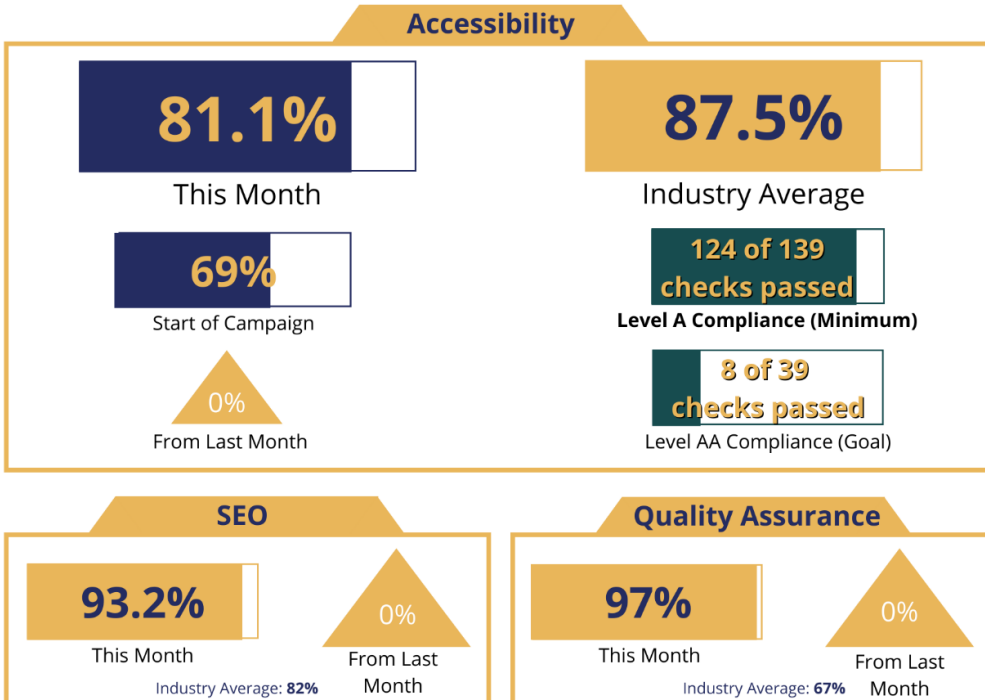 Accessibility
81.1%
This Month
87.5%
Industry Average
69%
Start of Campaign
124 of 139
checks passed
Level A Compliance (Minimum)
0%
From Last Month
8 of 39
checks passed
Level AA Compliance (Goal)
SEO
93.2%
This Month
0%
From Last
Month
Industry Average: 82%
Quality Assurance
97%
This Month
0%
From Last
Month
Industry Average: 67%